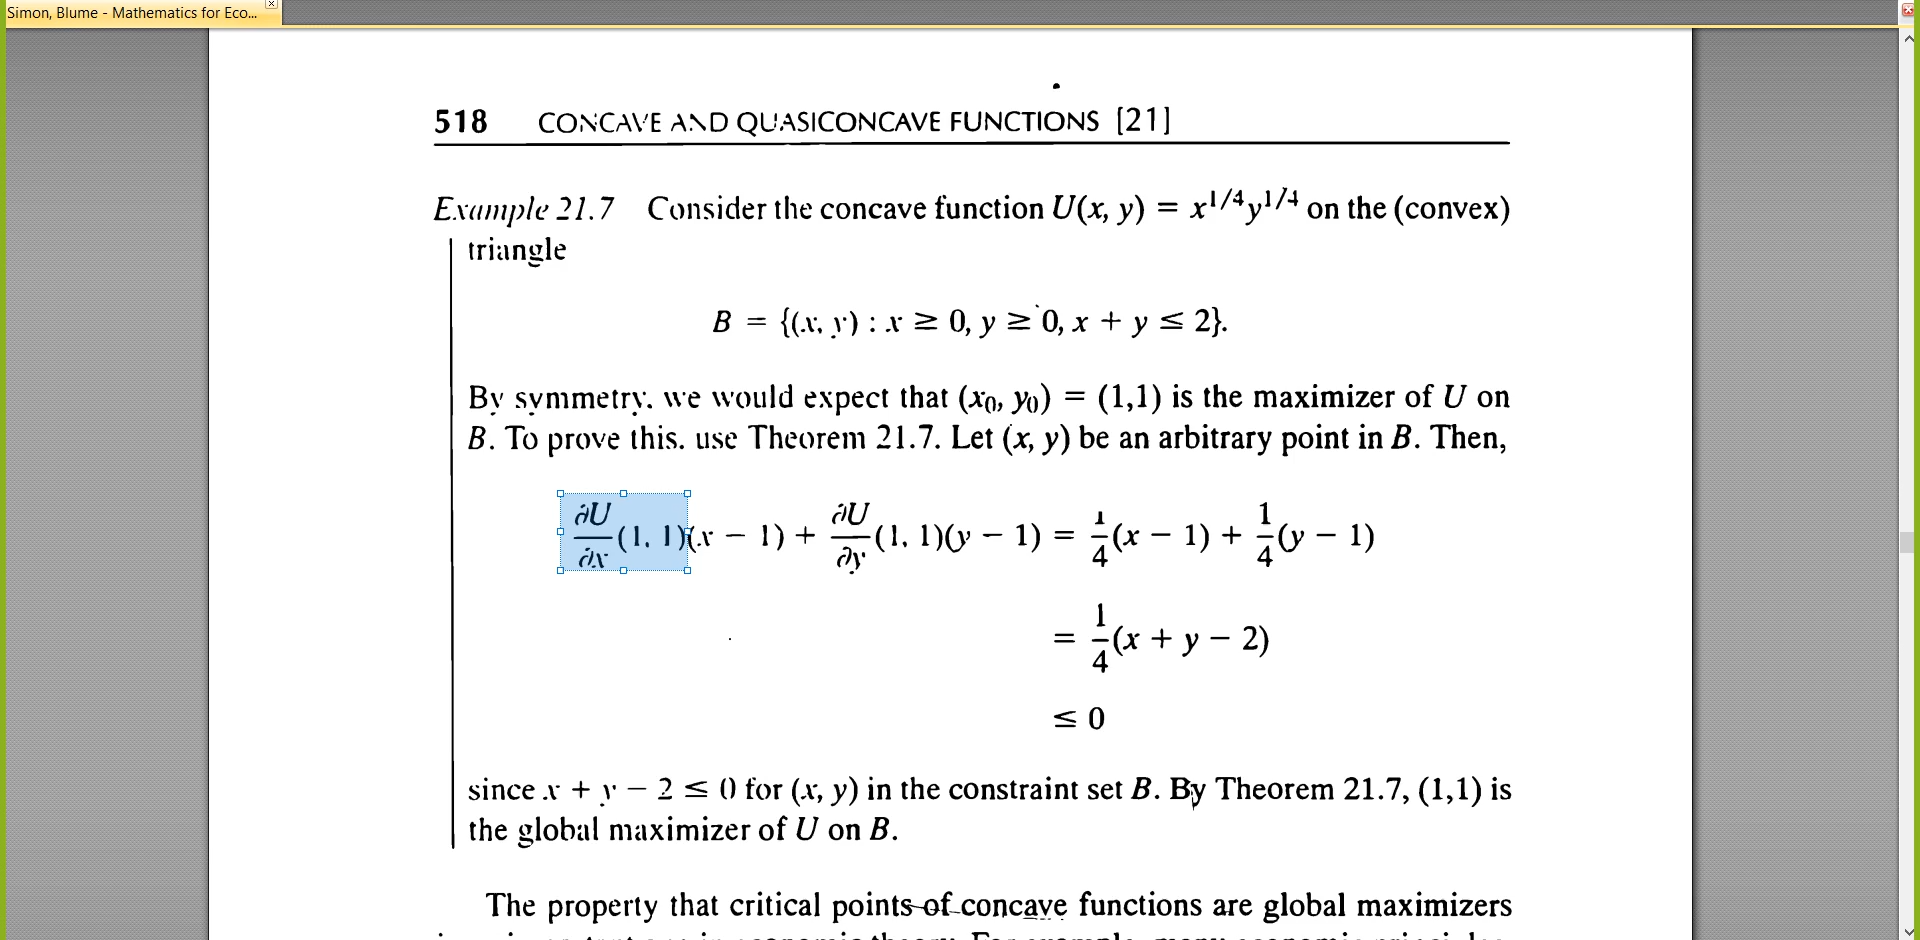 Simon, Blume - Mathematics for Eco...
518 CONCAVE AND QUASICONCAVE FUNCTIONS [21]
Example 21.7 Consider the concave function U(x, y) = x^{1/4}y^{1/4} on the (convex)
triangle
B = {(x, y) : x ≥ 0, y ≥ 0, x + y ≤ 2}.
By symmetry, we would expect that (x₀, y₀) = (1,1) is the maximizer of U on
B. To prove this, use Theorem 21.7. Let (x, y) be an arbitrary point in B. Then,
∂U/∂x (1, 1)(x − 1) + ∂U/∂y (1, 1)(y − 1) = 1/4 (x − 1) + 1/4 (y − 1)
= 1/4 (x + y − 2)
≤ 0
since x + y − 2 ≤ 0 for (x, y) in the constraint set B. By Theorem 21.7, (1,1) is
the global maximizer of U on B.
The property that critical points of concave functions are global maximizers